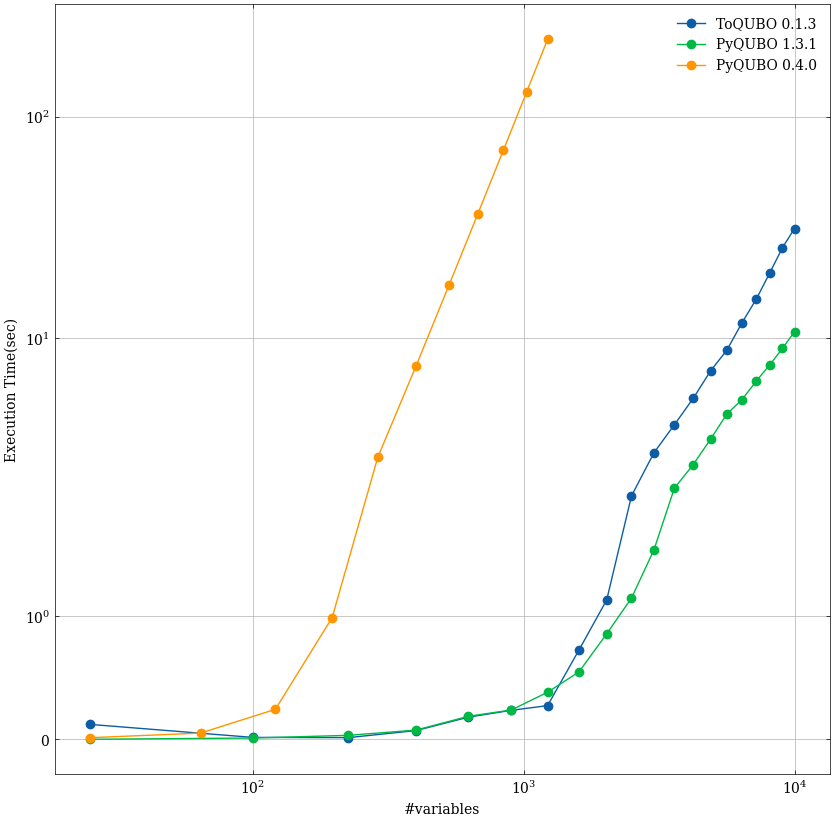 ToQUBO 0.1.3
PyQUBO 1.3.1
PyQUBO 0.4.0
10²
10¹
10⁰
0
Execution Time(sec)
10² 10³ 10⁴
#variables